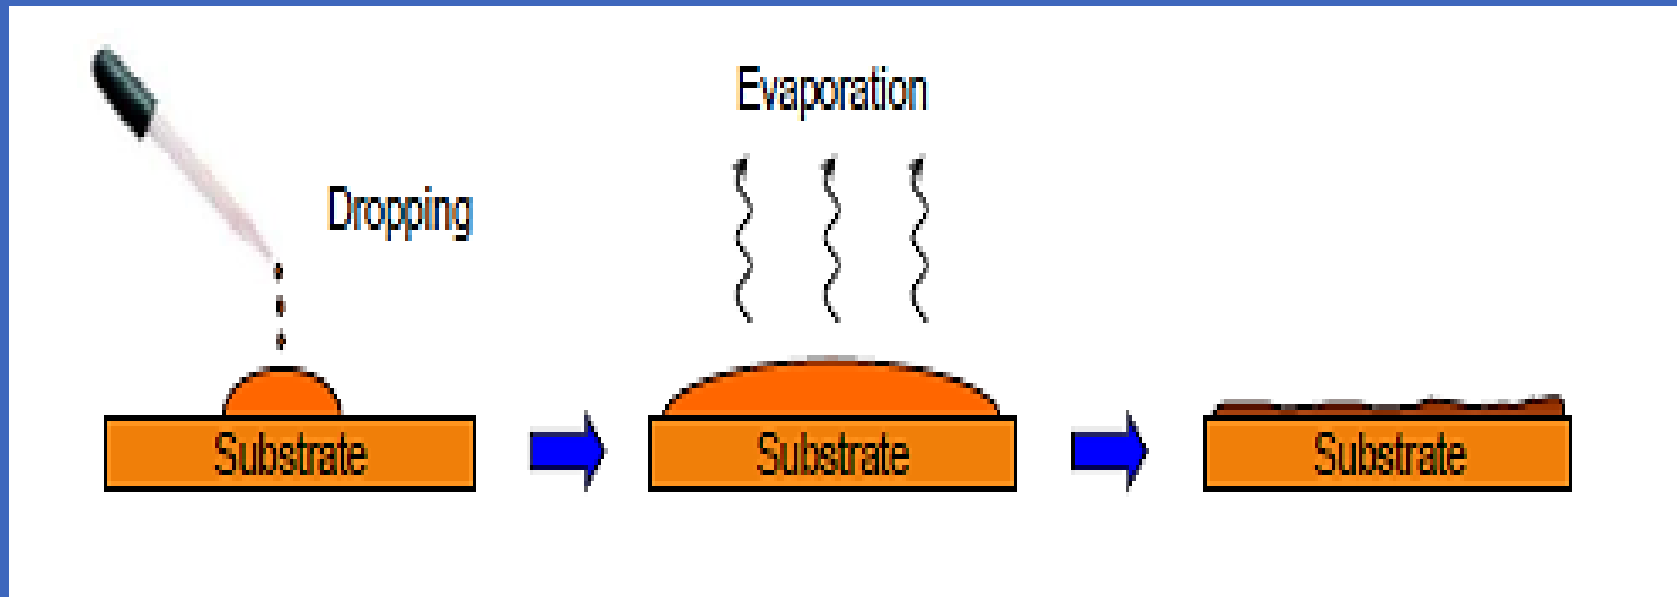 Evaporation
Dropping
Substrate
Substrate
Substrate